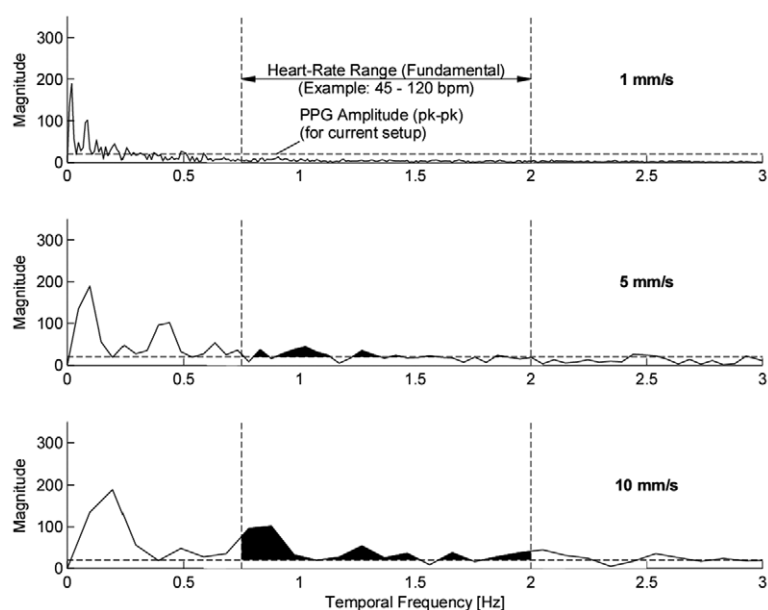 Magnitude
300
200
100
0
Heart-Rate Range (Fundamental)
(Example: 45 - 120 bpm)
PPG Amplitude (pk-pk)
(for current setup)
1 mm/s
0 0.5 1 1.5 2 2.5 3
Magnitude
300
200
100
0
5 mm/s
0 0.5 1 1.5 2 2.5 3
Magnitude
300
200
100
0
10 mm/s
0 0.5 1 1.5 2 2.5 3
Temporal Frequency [Hz]